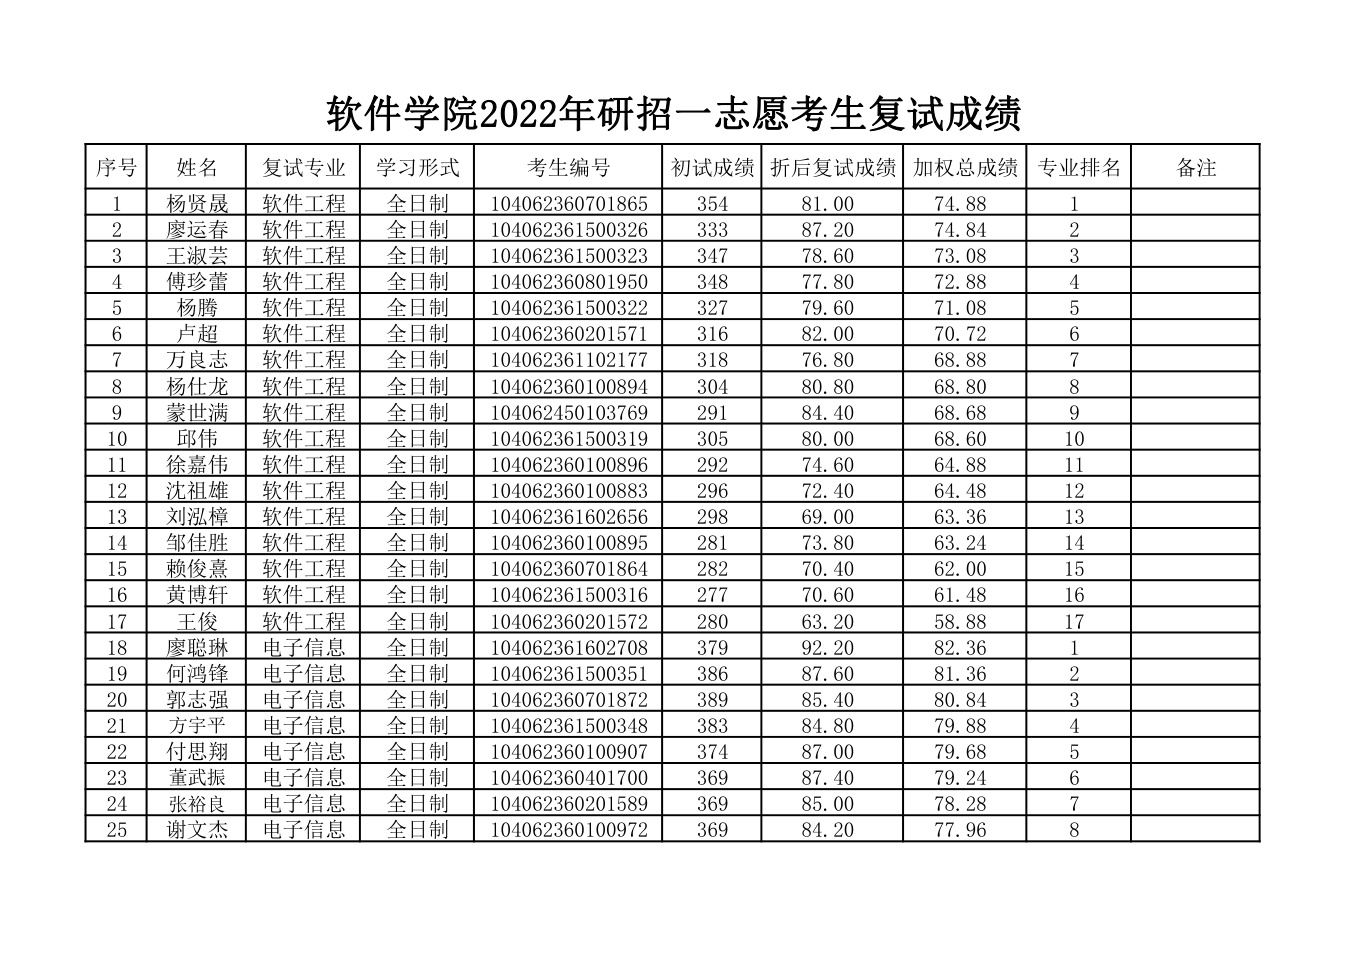 软件学院2022年研招一志愿考生复试成绩
序号 姓名 复试专业 学习形式 考生编号 初试成绩 折后复试成绩 加权总成绩 专业排名 备注
1 杨贤晟 软件工程 全日制 104062360701865 354 81.00 74.88 1
2 廖运春 软件工程 全日制 104062361500326 333 87.20 74.84 2
3 王淑芸 软件工程 全日制 104062361500323 347 78.60 73.08 3
4 傅珍蕾 软件工程 全日制 104062360801950 348 77.80 72.88 4
5 杨腾 软件工程 全日制 104062361500322 327 79.60 71.08 5
6 卢超 软件工程 全日制 104062360201571 316 82.00 70.72 6
7 万良志 软件工程 全日制 104062361102177 318 76.80 68.88 7
8 杨仕龙 软件工程 全日制 104062360100894 304 80.80 68.80 8
9 蒙世满 软件工程 全日制 104062450103769 291 84.40 68.68 9
10 邱伟 软件工程 全日制 104062361500319 305 80.00 68.60 10
11 徐嘉伟 软件工程 全日制 104062360100896 292 74.60 64.88 11
12 沈祖雄 软件工程 全日制 104062360100883 296 72.40 64.48 12
13 刘泓樟 软件工程 全日制 104062361602656 298 69.00 63.36 13
14 邹佳胜 软件工程 全日制 104062360100895 281 73.80 63.24 14
15 赖俊熹 软件工程 全日制 104062360701864 282 70.40 62.00 15
16 黄博轩 软件工程 全日制 104062361500316 277 70.60 61.48 16
17 王俊 软件工程 全日制 104062360201572 280 63.20 58.88 17
18 廖聪琳 电子信息 全日制 104062361602708 379 92.20 82.36 1
19 何鸿锋 电子信息 全日制 104062361500351 386 87.60 81.36 2
20 郭志强 电子信息 全日制 104062360701872 389 85.40 80.84 3
21 方宇平 电子信息 全日制 104062361500348 383 84.80 79.88 4
22 付思翔 电子信息 全日制 104062360100907 374 87.00 79.68 5
23 董武振 电子信息 全日制 104062360401700 369 87.40 79.24 6
24 张裕良 电子信息 全日制 104062360201589 369 85.00 78.28 7
25 谢文杰 电子信息 全日制 104062360100972 369 84.20 77.96 8